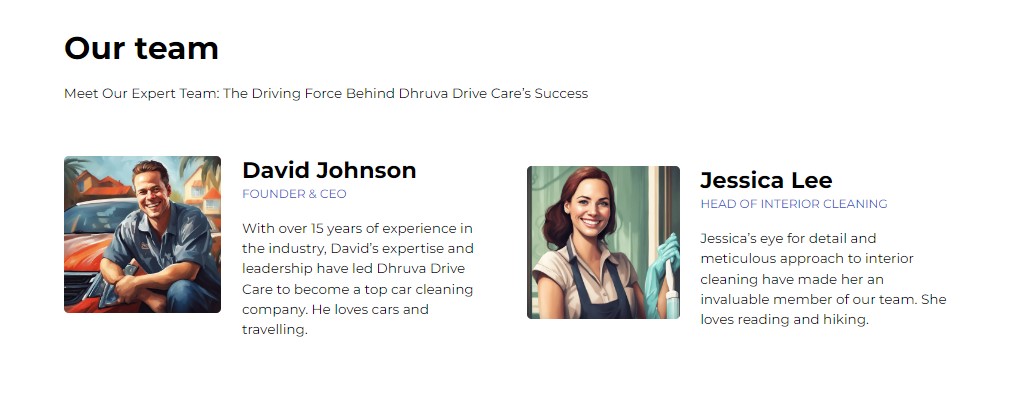 Our team
Meet Our Expert Team: The Driving Force Behind Dhruva Drive Care's Success
David Johnson
FOUNDER & CEO
With over 15 years of experience in
the industry, David's expertise and
leadership have led Dhruva Drive
Care to become a top car cleaning
company. He loves cars and
travelling.
Jessica Lee
HEAD OF INTERIOR CLEANING
Jessica's eye for detail and
meticulous approach to interior
cleaning have made her an
invaluable member of our team. She
loves reading and hiking.